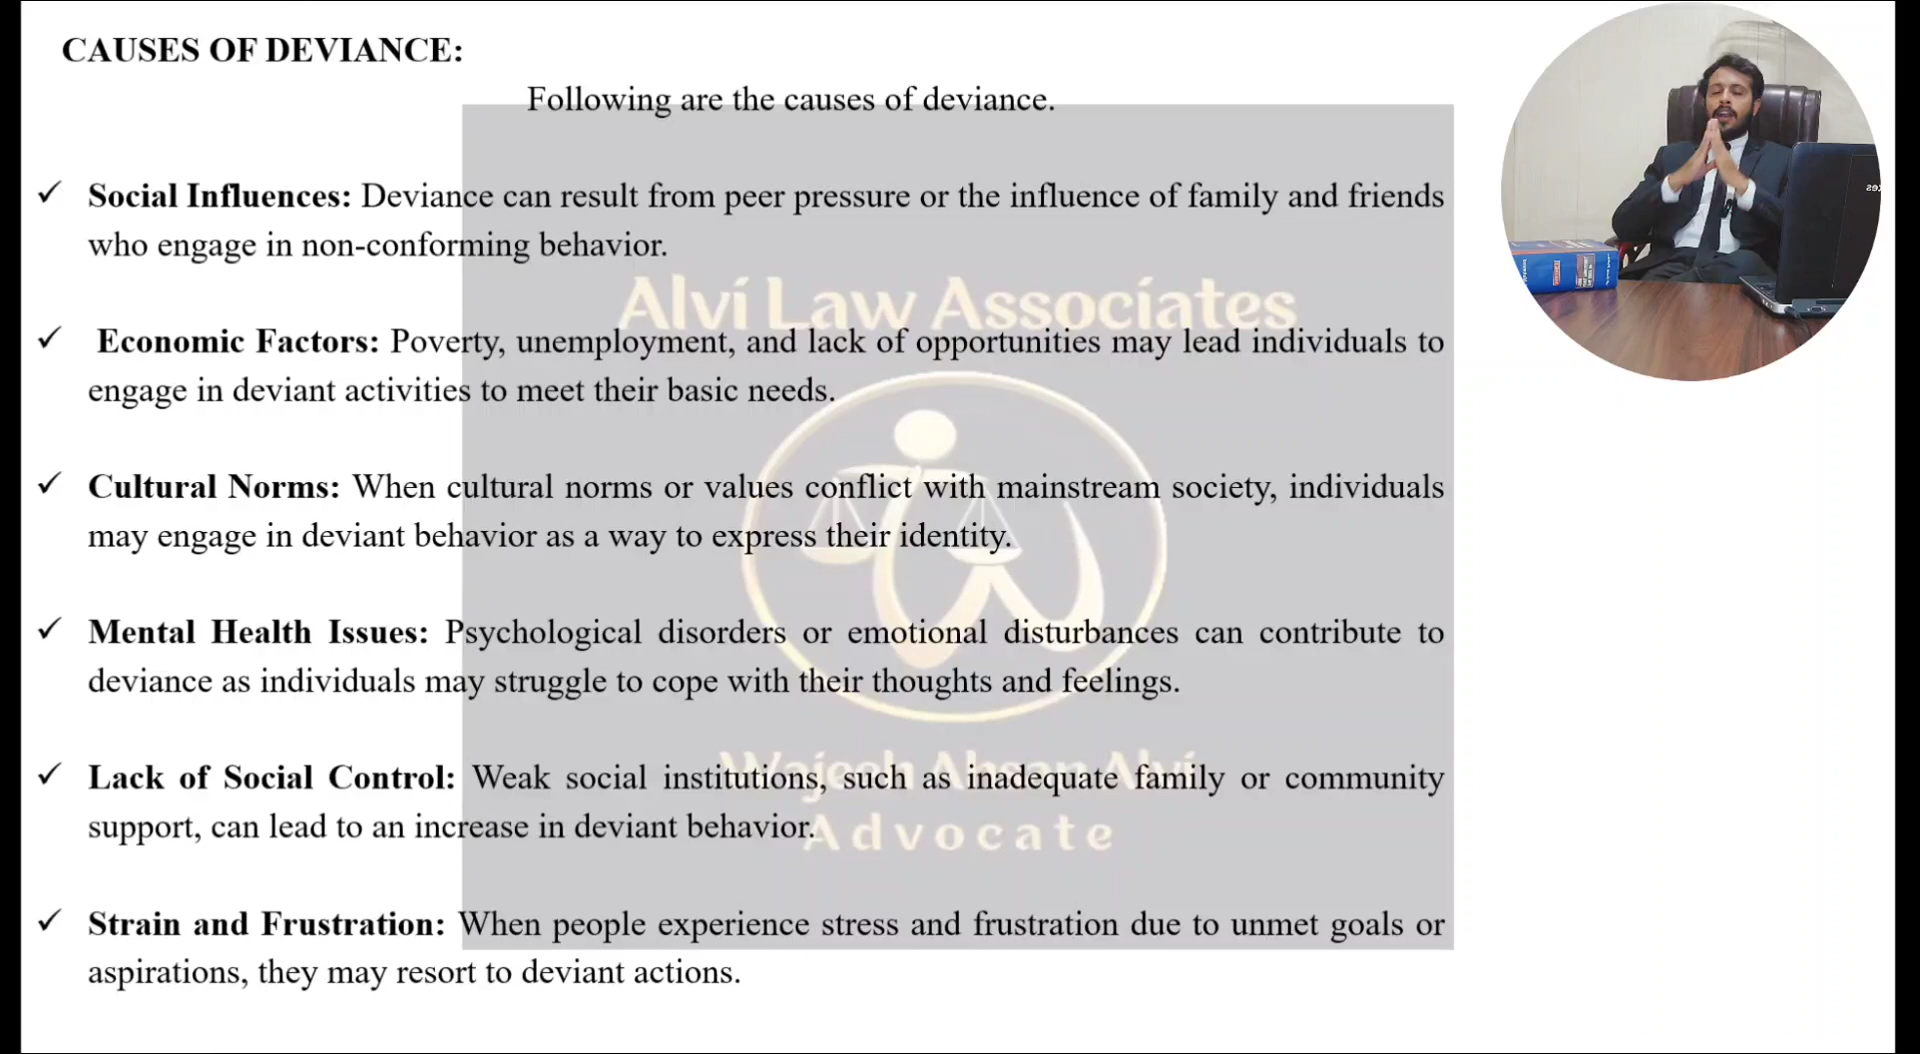 CAUSES OF DEVIANCE:
Following are the causes of deviance.
✓ Social Influences: Deviance can result from peer pressure or the influence of family and friends
who engage in non-conforming behavior.
Alvi Law Associates
✓ Economic Factors: Poverty, unemployment, and lack of opportunities may lead individuals to
engage in deviant activities to meet their basic needs.
✓ Cultural Norms: When cultural norms or values conflict with mainstream society, individuals
may engage in deviant behavior as a way to express their identity.
✓ Mental Health Issues: Psychological disorders or emotional disturbances can contribute to
deviance as individuals may struggle to cope with their thoughts and feelings.
Wajeeh Ahsan Alvi
✓ Lack of Social Control: Weak social institutions, such as inadequate family or community
support, can lead to an increase in deviant behavior.
Advocate
✓ Strain and Frustration: When people experience stress and frustration due to unmet goals or
aspirations, they may resort to deviant actions.